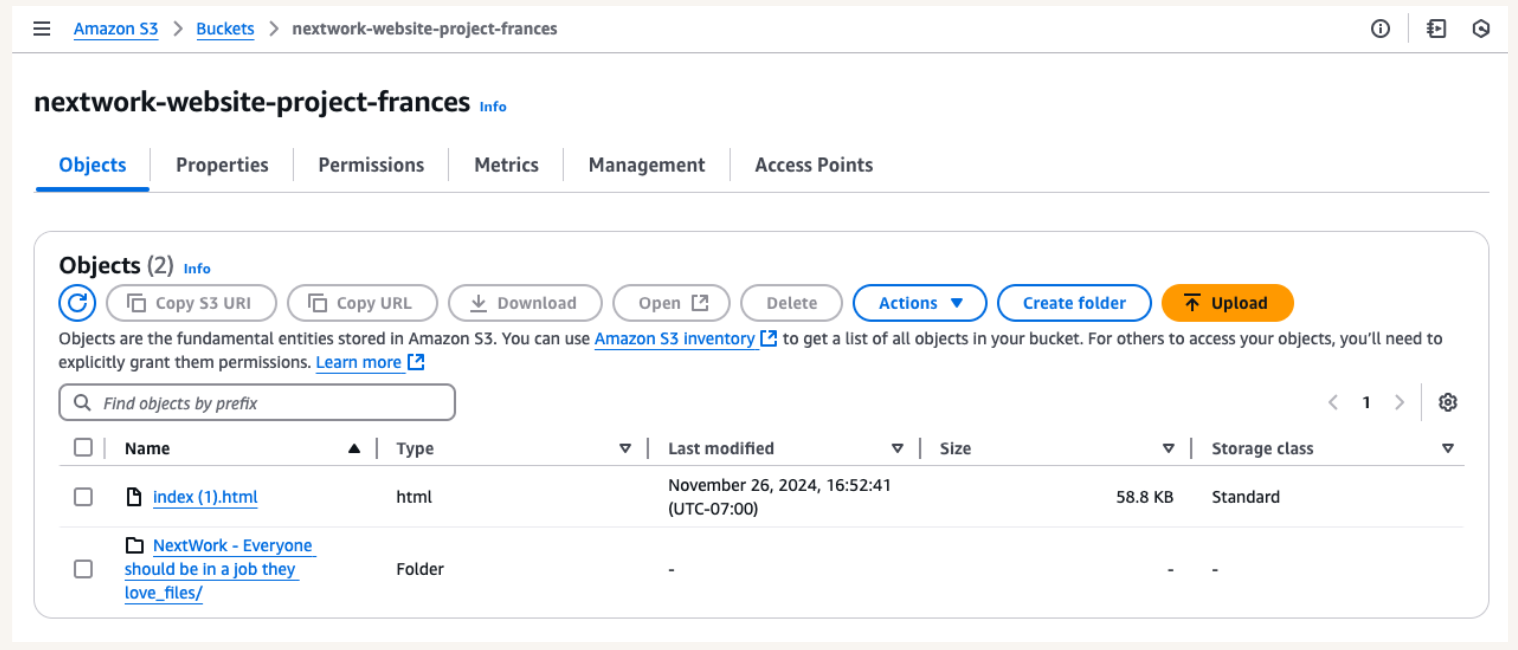 Amazon S3 > Buckets > nextwork-website-project-frances
nextwork-website-project-frances Info
Objects Properties Permissions Metrics Management Access Points
Objects (2) Info
Copy S3 URI Copy URL Download Open Delete Actions Create folder Upload
Objects are the fundamental entities stored in Amazon S3. You can use Amazon S3 inventory to get a list of all objects in your bucket. For others to access your objects, you'll need to
explicitly grant them permissions. Learn more
Find objects by prefix
1
Name Type Last modified Size Storage class
index (1).html html November 26, 2024, 16:52:41 58.8 KB Standard
(UTC-07:00)
NextWork - Everyone
should be in a job they Folder - - -
love_files/